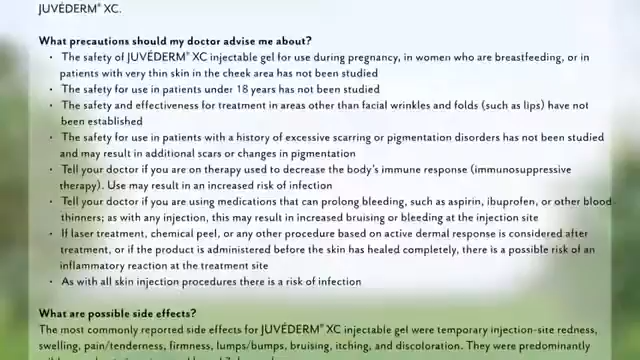 JUVÉDERM® XC.
What precautions should my doctor advise me about?
• The safety of JUVÉDERM® XC injectable gel for use during pregnancy, in women who are breastfeeding, or in
patients with very thin skin in the cheek area has not been studied
• The safety for use in patients under 18 years has not been studied
• The safety and effectiveness for treatment in areas other than facial wrinkles and folds (such as lips) have not
been established
• The safety for use in patients with a history of excessive scarring or pigmentation disorders has not been studied
and may result in additional scars or changes in pigmentation
• Tell your doctor if you are on therapy used to decrease the body's immune response (immunosuppressive
therapy). Use may result in an increased risk of infection
• Tell your doctor if you are using medications that can prolong bleeding, such as aspirin, ibuprofen, or other blood
thinners; as with any injection, this may result in increased bruising or bleeding at the injection site
• If laser treatment, chemical peel, or any other procedure based on active dermal response is considered after
treatment, or if the product is administered before the skin has healed completely, there is a possible risk of an
inflammatory reaction at the treatment site
• As with all skin injection procedures there is a risk of infection
What are possible side effects?
The most commonly reported side effects for JUVÉDERM® XC injectable gel were temporary injection-site redness,
swelling, pain/tenderness, firmness, lumps/bumps, bruising, itching, and discoloration. They were predominantly